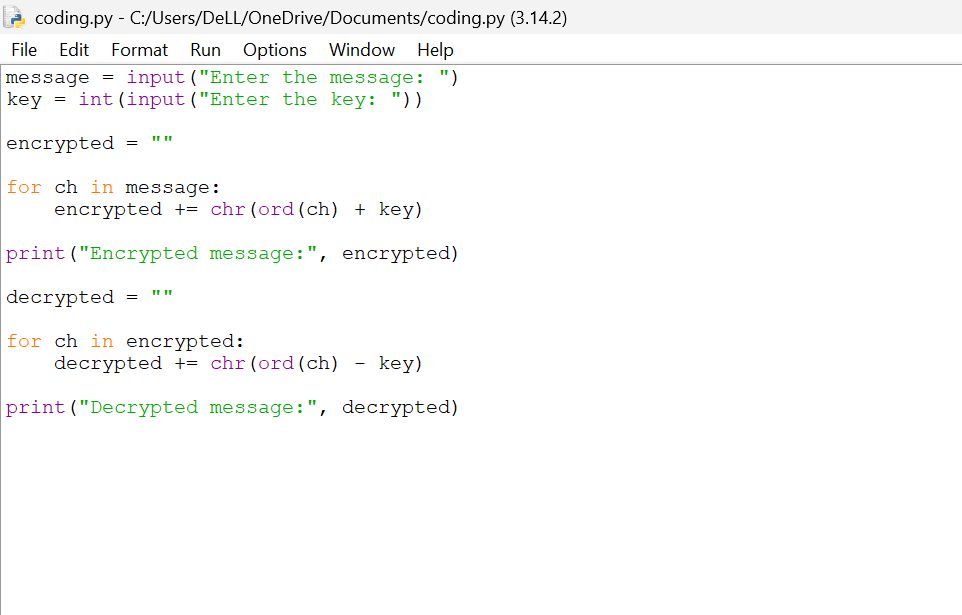 coding.py - C:/Users/DeLL/OneDrive/Documents/coding.py (3.14.2)
File Edit Format Run Options Window Help
message = input("Enter the message: ")
key = int(input("Enter the key: "))

encrypted = ""

for ch in message:
    encrypted += chr(ord(ch) + key)

print("Encrypted message:", encrypted)

decrypted = ""

for ch in encrypted:
    decrypted += chr(ord(ch) - key)

print("Decrypted message:", decrypted)